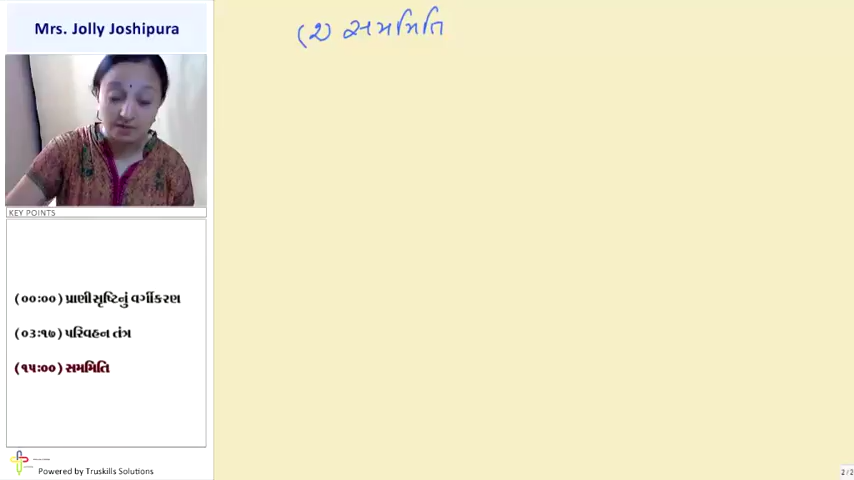 Mrs. Jolly Joshipura
(૨) સમમિતિ
KEY POINTS
(૦૦:૦૦) પ્રાણીસૃષ્ટિનું વર્ગીકરણ
(૦૩:૧૭) પરિવહન તંત્ર
(૧૫:૦૦) સમમિતિ
Powered by Truskills Solutions
2/2